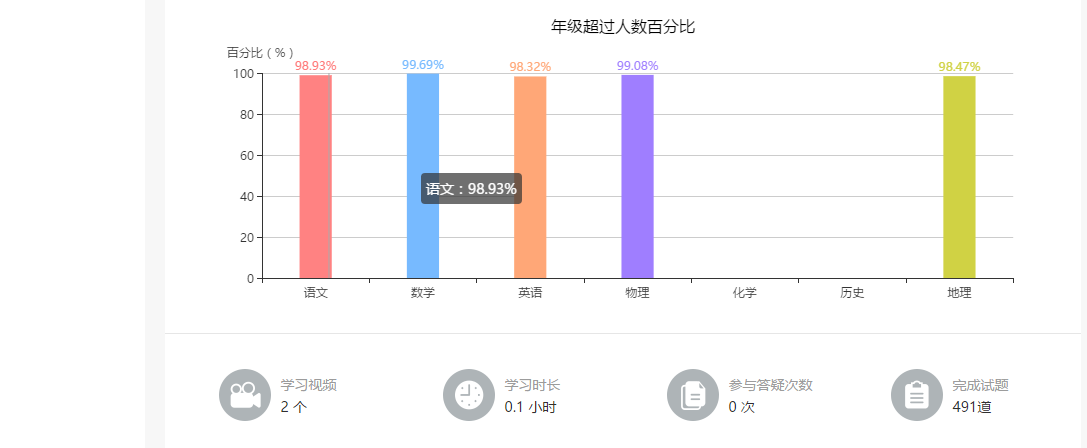 年级超过人数百分比
百分比（%）
98.93% 99.69% 98.32% 99.08% 98.47%
100
80
60
语文：98.93%
40
20
0
语文 数学 英语 物理 化学 历史 地理
学习视频 学习时长 参与答疑次数 完成试题
2 个 0.1 小时 0 次 491道